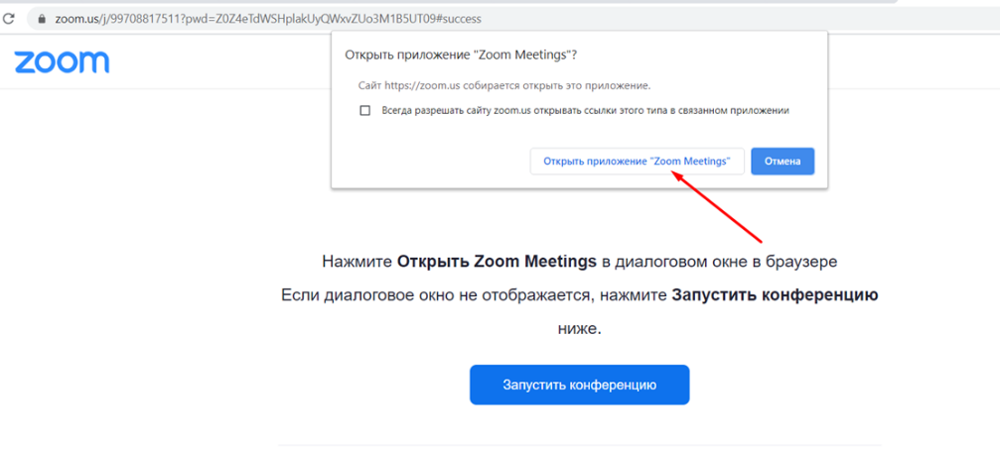 zoom.us/j/99708817511?pwd=Z0Z4eTdWSHplakUyQWxvZUo3M1B5UT09#success
zoom
Открыть приложение "Zoom Meetings"?
Сайт https://zoom.us собирается открыть это приложение.
Всегда разрешать сайту zoom.us открывать ссылки этого типа в связанном приложении
Открыть приложение "Zoom Meetings" Отмена
Нажмите Открыть Zoom Meetings в диалоговом окне в браузере
Если диалоговое окно не отображается, нажмите Запустить конференцию
ниже.
Запустить конференцию